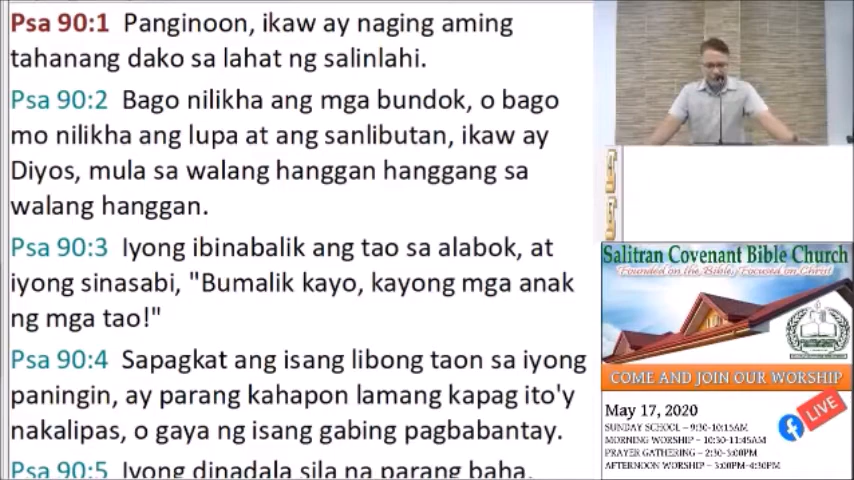 Psa 90:1 Panginoon, ikaw ay naging aming
tahanang dako sa lahat ng salinlahi.
Psa 90:2 Bago nilikha ang mga bundok, o bago
mo nilikha ang lupa at ang sanlibutan, ikaw ay
Diyos, mula sa walang hanggan hanggang sa
walang hanggan.
Psa 90:3 Iyong ibinabalik ang tao sa alabok, at
iyong sinasabi, "Bumalik kayo, kayong mga anak
ng mga tao!"
Psa 90:4 Sapagkat ang isang libong taon sa iyong
paningin, ay parang kahapon lamang kapag ito'y
nakalipas, o gaya ng isang gabing pagbabantay.
Psa 90:5 Iyong dinadala sila na parang baha.
Salitran Covenant Bible Church
Founded on the Bible, Focused on Christ
COME AND JOIN OUR WORSHIP
May 17, 2020
LIVE
SUNDAY SCHOOL – 9:30-10:15AM
MORNING WORSHIP – 10:30-11:45AM
PRAYER GATHERING – 2:30-3:00PM
AFTERNOON WORSHIP – 3:00PM-4:30PM